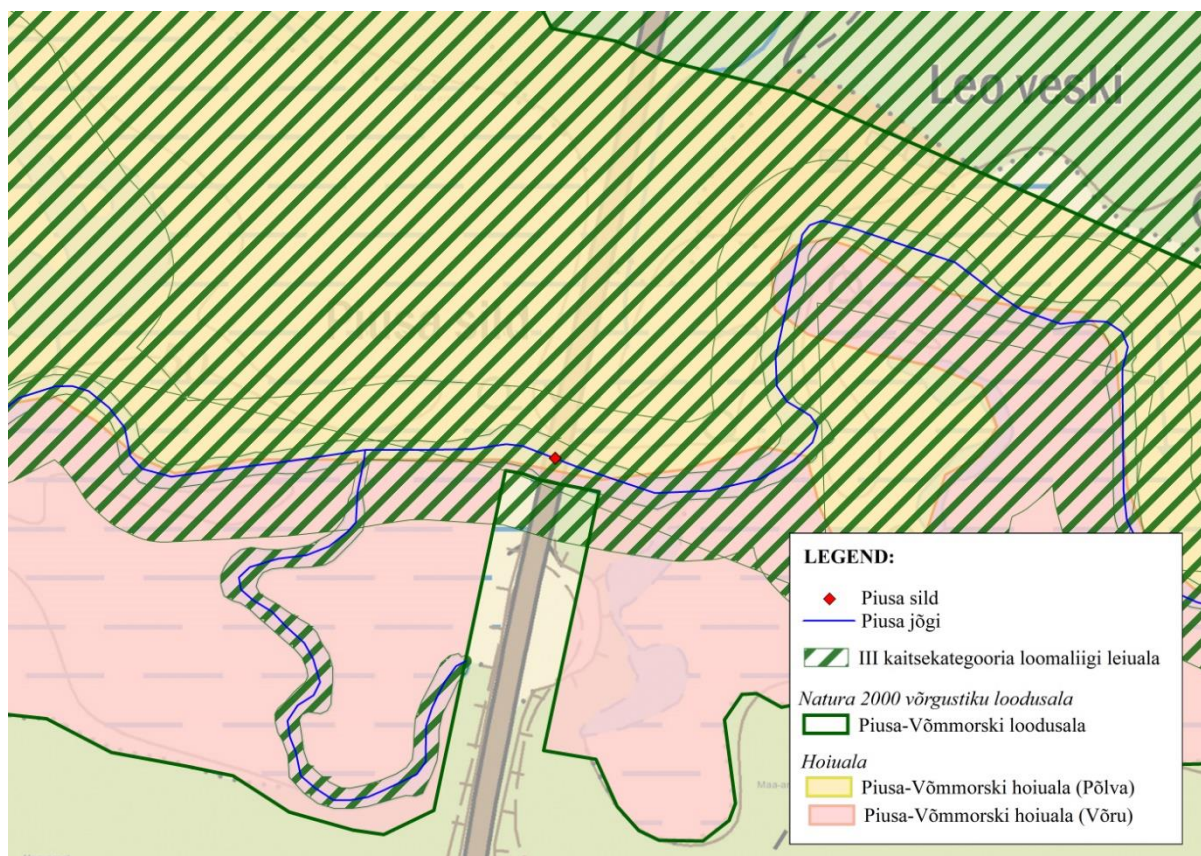 Leo veski
Piusa sild
LEGEND:
Piusa sild
Piusa jõgi
III kaitsekategooria loomaliigi leiuala
Natura 2000 võrgustiku loodusala
Piusa-Võmmorski loodusala
Hoiuala
Piusa-Võmmorski hoiuala (Põlva)
Piusa-Võmmorski hoiuala (Võru)